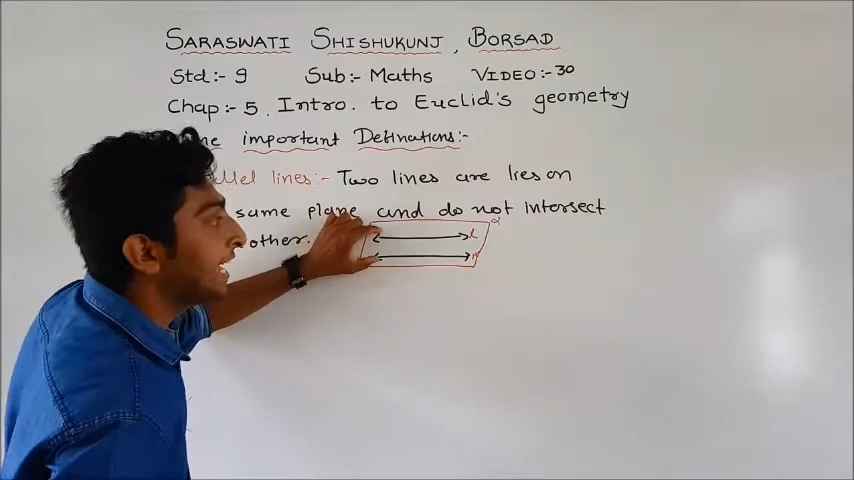 SARASWATI SHISHUKUNJ, BORSAD
Std:- 9 Sub:- Maths VIDEO:- 30
Chap:- 5. Intro. to Euclid's geometry
important Definations:-
lines:- Two lines are lies on
same plane and do not intersect
other.
α
l